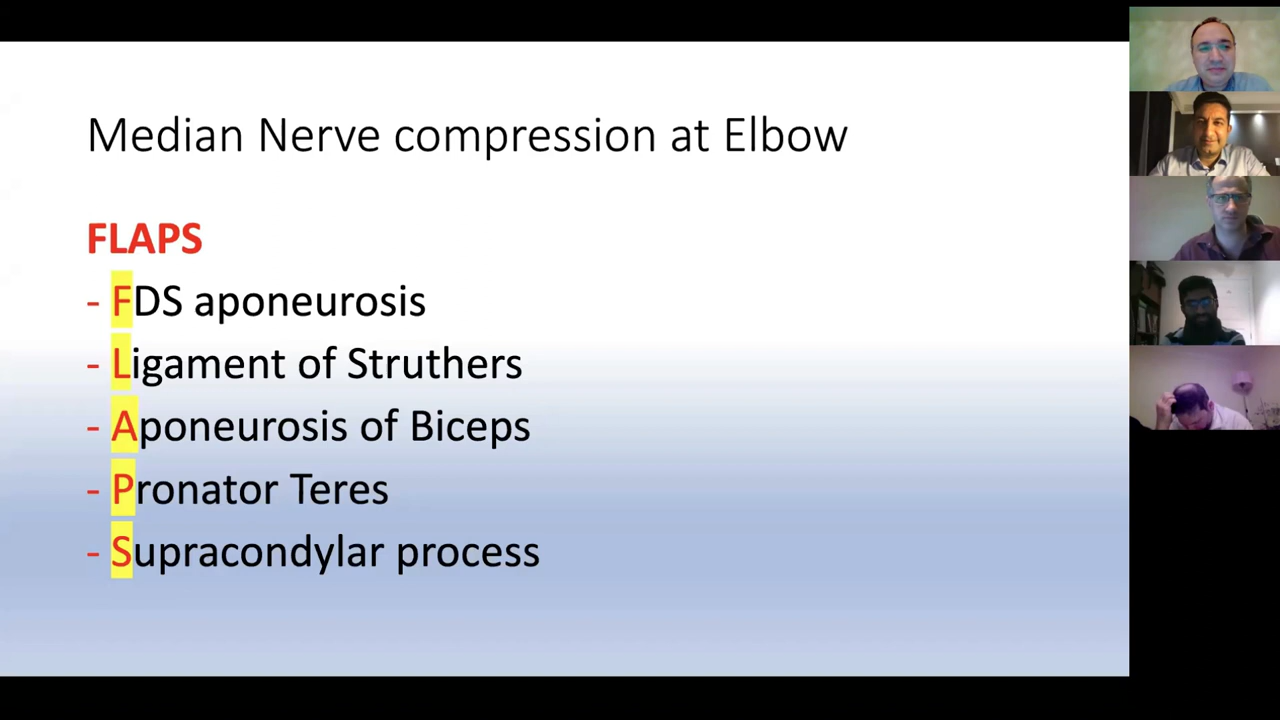 Median Nerve compression at Elbow
FLAPS
- FDS aponeurosis
- Ligament of Struthers
- Aponeurosis of Biceps
- Pronator Teres
- Supracondylar process